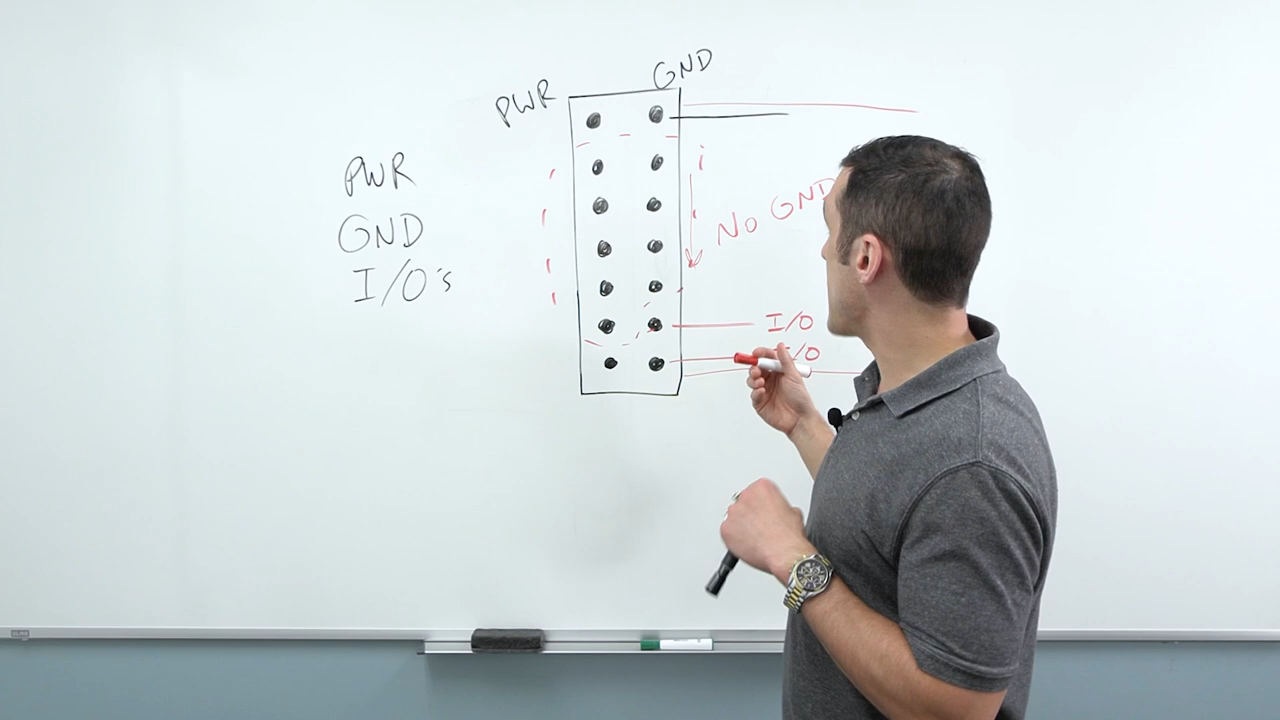 PWR
GND
PWR
GND
I/O's
i
No GND
I/O
I/O